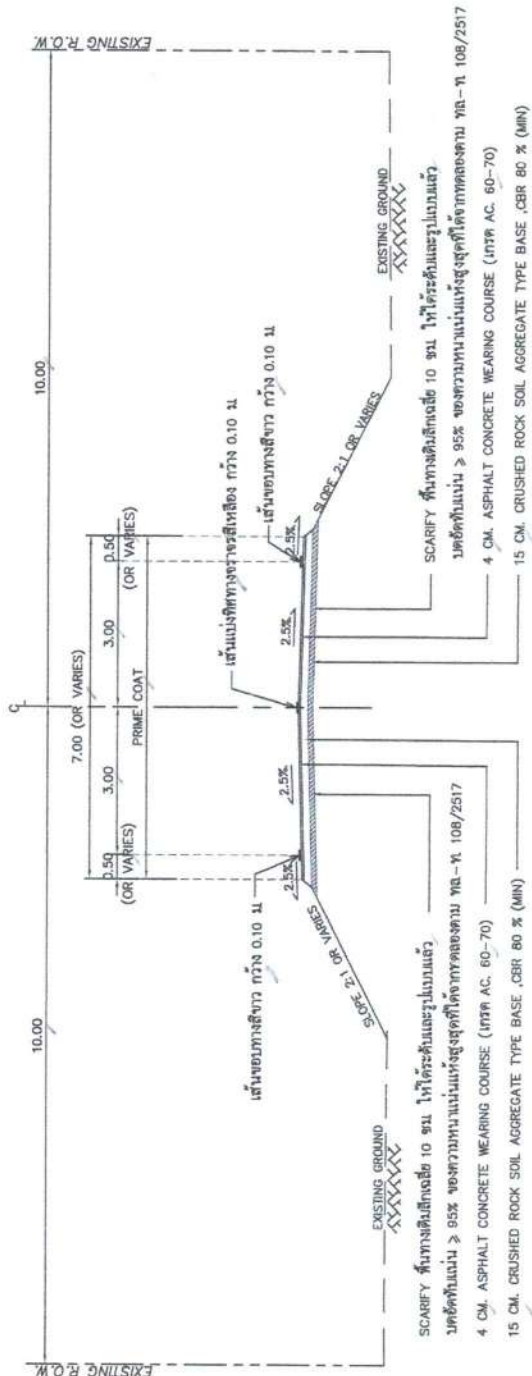 EXISTING R.O.W.
EXISTING R.O.W.
10.00
10.00
C
7.00 (OR VARIES)
0.50
(OR VARIES)
3.00
3.00
0.50
(OR VARIES)
PRIME COAT
เส้นขอบทางสีขาว กว้าง 0.10 ม.
เส้นแบ่งทิศทางจราจรสีเหลือง กว้าง 0.10 ม.
เส้นขอบทางสีขาว กว้าง 0.10 ม.
2.5%
2.5%
2.5%
2.5%
SLOPE 2:1 OR VARIES
SLOPE 2:1 OR VARIES
EXISTING GROUND
EXISTING GROUND
SCARIFY พื้นทางเดิมลึกเฉลี่ย 10 ซม. ให้ได้ระดับและรูปแบบแล้ว
บดอัดทับแน่น ≥ 95% ของความหนาแน่นแห้งสูงสุดที่ได้จากทดลองตาม ทล-ท. 108/2517
4 CM. ASPHALT CONCRETE WEARING COURSE (เกรด AC. 60-70)
15 CM. CRUSHED ROCK SOIL AGGREGATE TYPE BASE ,CBR 80 % (MIN)
SCARIFY พื้นทางเดิมลึกเฉลี่ย 10 ซม. ให้ได้ระดับและรูปแบบแล้ว
บดอัดทับแน่น ≥ 95% ของความหนาแน่นแห้งสูงสุดที่ได้จากทดลองตาม ทล-ท. 108/2517
4 CM. ASPHALT CONCRETE WEARING COURSE (เกรด AC. 60-70)
15 CM. CRUSHED ROCK SOIL AGGREGATE TYPE BASE ,CBR 80 % (MIN)